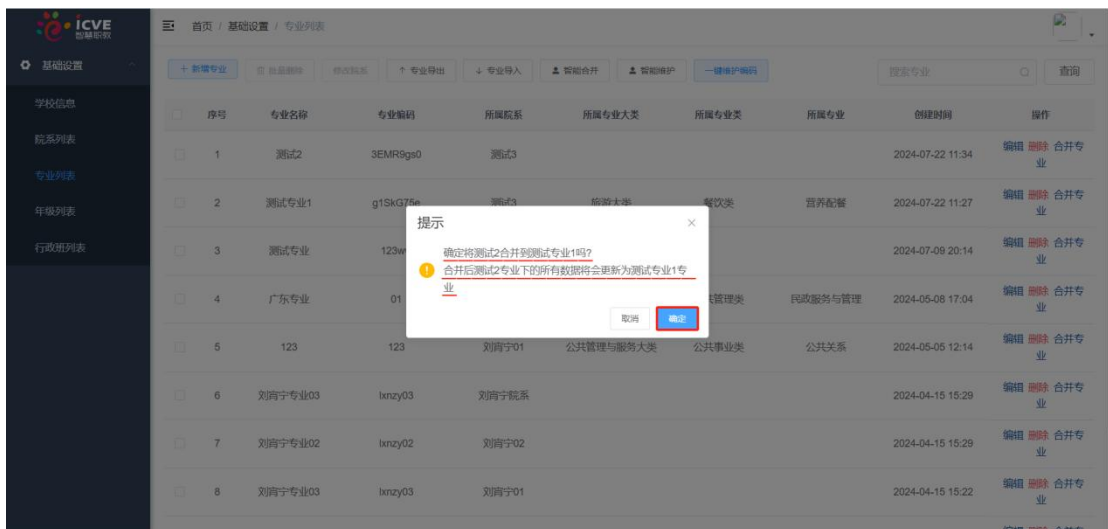 iCVE
智慧职教
首页 / 基础设置 / 专业列表
基础设置
学校信息
院系列表
专业列表
年级列表
行政班列表
+ 新增专业 批量删除 修改院系 ↑ 专业导出 ↓ 专业导入 智能合并 智能维护 一键维护编码 搜索专业 查询
序号 专业名称 专业编码 所属院系 所属专业大类 所属专业类 所属专业 创建时间 操作
1 测试2 3EMR9gs0 测试3 2024-07-22 11:34 编辑 删除 合并专
业
2 测试专业1 g1SkG75e 测试3 旅游大类 餐饮类 营养配餐 2024-07-22 11:27 编辑 删除 合并专
业
3 测试专业 123w 2024-07-09 20:14 编辑 删除 合并专
业
4 广东专业 01 管理类 民政服务与管理 2024-05-08 17:04 编辑 删除 合并专
业
5 123 123 刘宵宁01 公共管理与服务大类 公共事业类 公共关系 2024-05-05 12:14 编辑 删除 合并专
业
6 刘宵宁专业03 lxnzy03 刘宵宁院系 2024-04-15 15:29 编辑 删除 合并专
业
7 刘宵宁专业02 lxnzy02 刘宵宁02 2024-04-15 15:29 编辑 删除 合并专
业
8 刘宵宁专业03 lxnzy03 刘宵宁01 2024-04-15 15:22 编辑 删除 合并专
业
提示
确定将测试2合并到测试专业1吗?
合并后测试2专业下的所有数据将会更新为测试专业1专
业
取消 确定